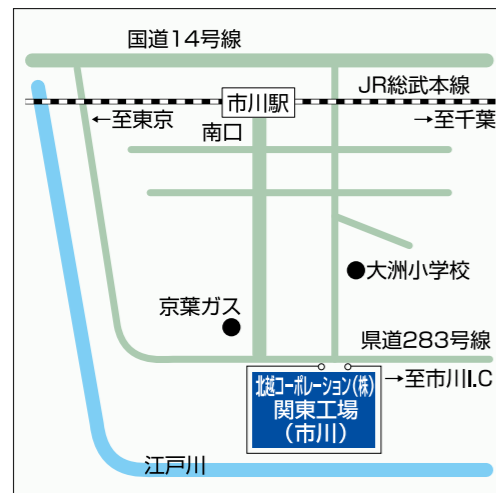 国道14号線
JR総武本線
市川駅
←至東京
→至千葉
南口
大洲小学校
京葉ガス
県道283号線
→至市川I.C
北越コーポレーション(株)
関東工場
(市川)
江戸川